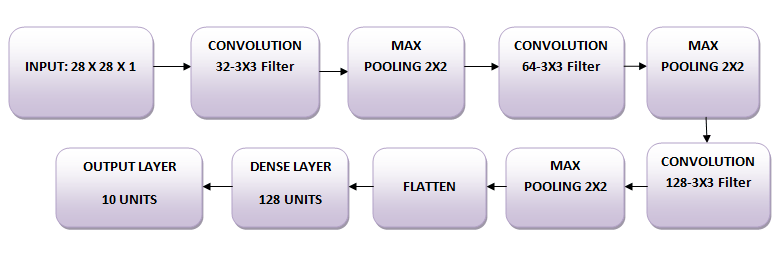 INPUT: 28 X 28 X 1
CONVOLUTION
32-3X3 Filter
MAX
POOLING 2X2
CONVOLUTION
64-3X3 Filter
MAX
POOLING 2X2
CONVOLUTION
128-3X3 Filter
MAX
POOLING 2X2
FLATTEN
DENSE LAYER
128 UNITS
OUTPUT LAYER
10 UNITS